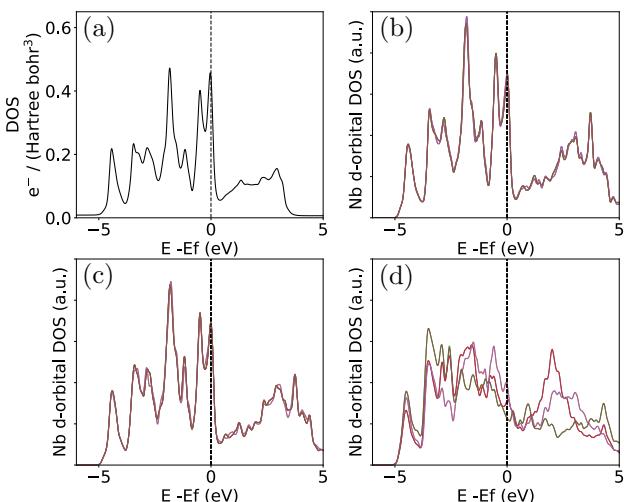 (a)
DOS
e⁻ / (Hartree bohr³)
0.6
0.4
0.2
0.0
−5
0
5
E -Ef (eV)
(b)
Nb d-orbital DOS (a.u.)
−5
0
5
E -Ef (eV)
(c)
Nb d-orbital DOS (a.u.)
−5
0
5
E -Ef (eV)
(d)
Nb d-orbital DOS (a.u.)
−5
0
5
E -Ef (eV)